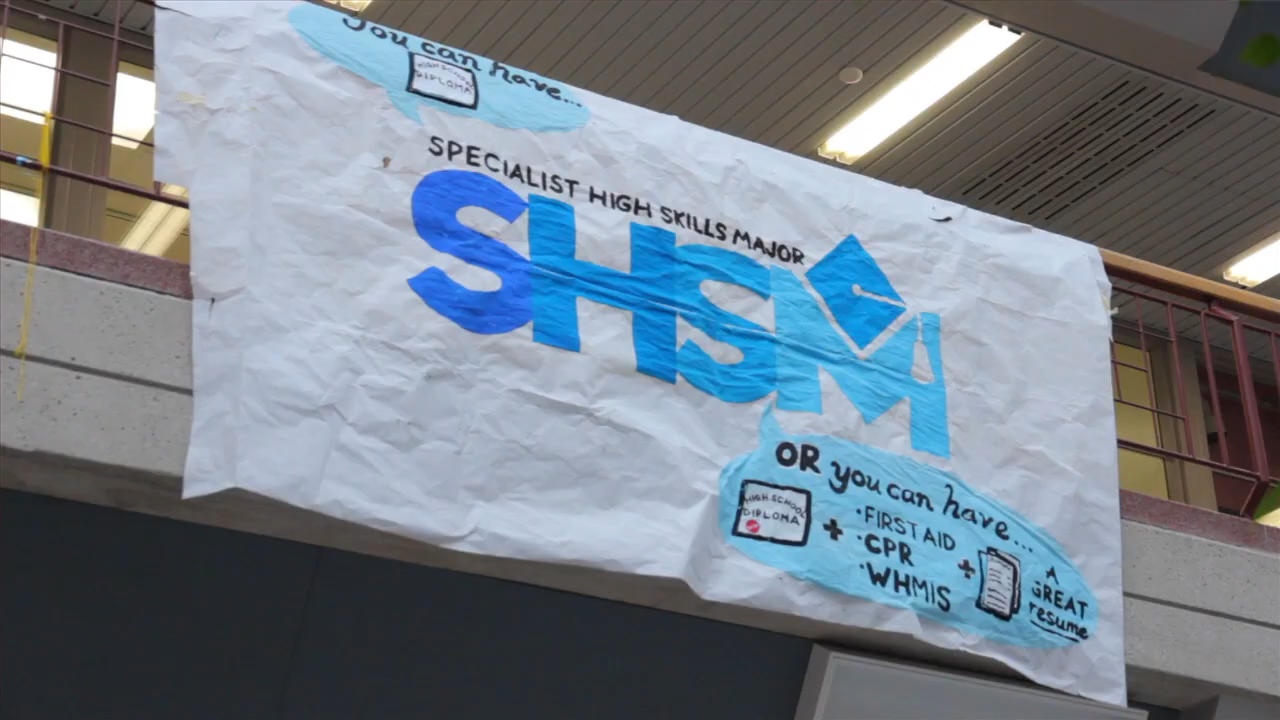 You can have...
HIGH SCHOOL
DIPLOMA
SPECIALIST HIGH SKILLS MAJOR
SHSM
OR you can have...
HIGH SCHOOL
DIPLOMA
+
•FIRST AID
•CPR
•WHMIS
+
A
GREAT
resume